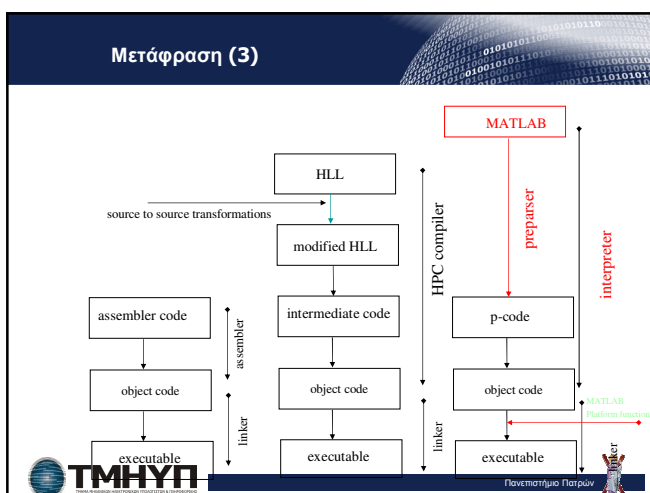 Μετάφραση (3)
MATLAB
HLL
source to source transformations
modified HLL
HPC compiler
preparser
interpreter
assembler code
intermediate code
p-code
assembler
object code
object code
object code
MATLAB
Platform function
linker
linker
linker
executable
executable
executable
ΤΜΗΥΠ
Πανεπιστήμιο Πατρών